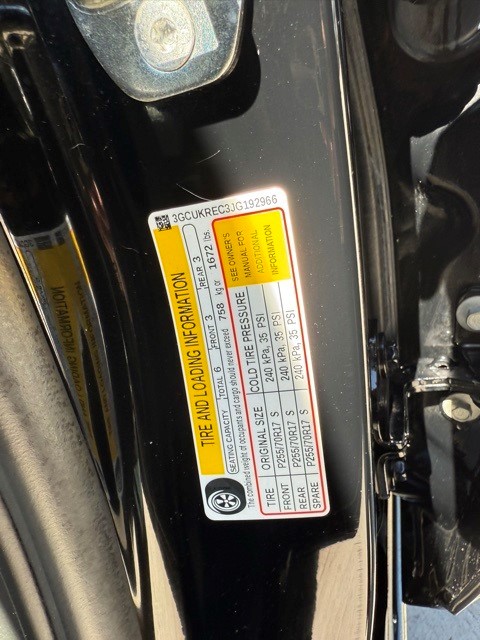 3GCUKREC3JG192966
TIRE AND LOADING INFORMATION
SEATING CAPACITY TOTAL 6 FRONT 3 REAR 3
The combined weight of occupants and cargo should never exceed 758 kg or 1672 lbs.
TIRE ORIGINAL SIZE COLD TIRE PRESSURE
FRONT P255/70R17 S 240 kPa, 35 PSI
REAR P255/70R17 S 240 kPa, 35 PSI
SPARE P255/70R17 S 240 kPa, 35 PSI
SEE OWNER'S
MANUAL FOR
ADDITIONAL
INFORMATION